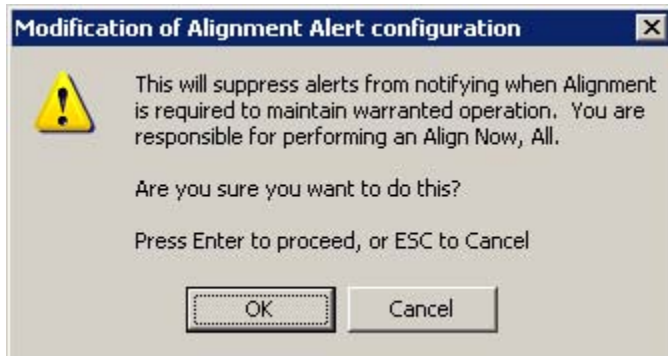 Modification of Alignment Alert configuration
This will suppress alerts from notifying when Alignment
is required to maintain warranted operation.  You are
responsible for performing an Align Now, All.
Are you sure you want to do this?
Press Enter to proceed, or ESC to Cancel
OK
Cancel